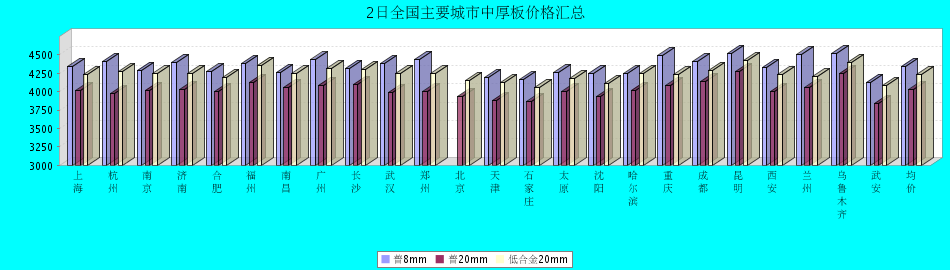 2日全国主要城市中厚板价格汇总
4500
4250
4000
3750
3500
3250
3000
上海
杭州
南京
济南
合肥
福州
南昌
广州
长沙
武汉
郑州
北京
天津
石家庄
太原
沈阳
哈尔滨
重庆
成都
昆明
西安
兰州
乌鲁木齐
武安
均价
普8mm 普20mm 低合金20mm